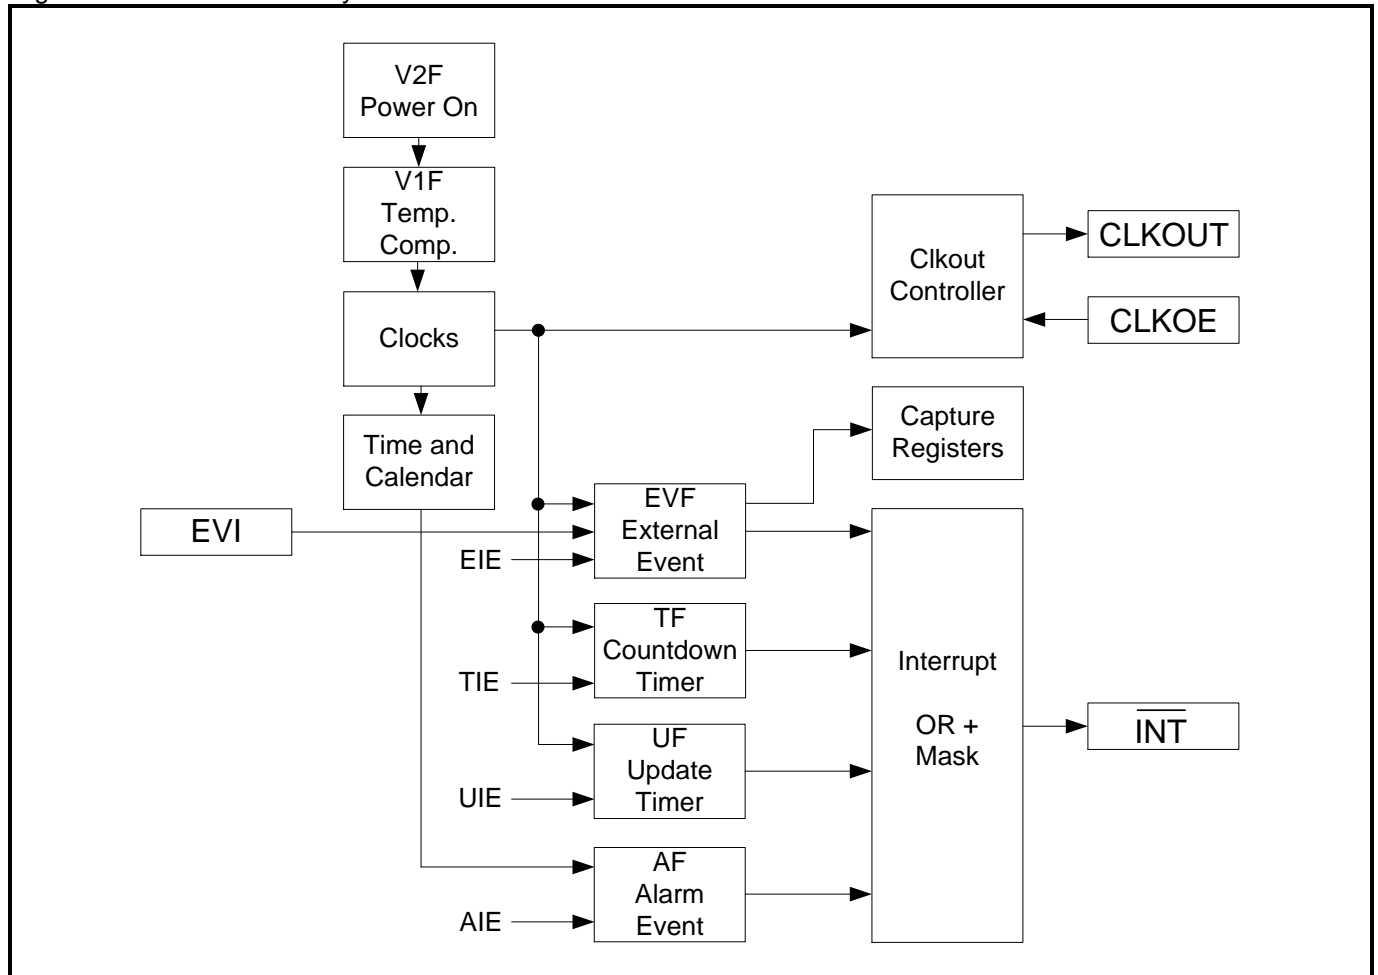 V2F
Power On
V1F
Temp.
Comp.
Clocks
Time and
Calendar
EVI
EIE
TIE
UIE
AIE
EVF
External
Event
TF
Countdown
Timer
UF
Update
Timer
AF
Alarm
Event
Clkout
Controller
CLKOUT
CLKOE
Capture
Registers
Interrupt
OR +
Mask
INT